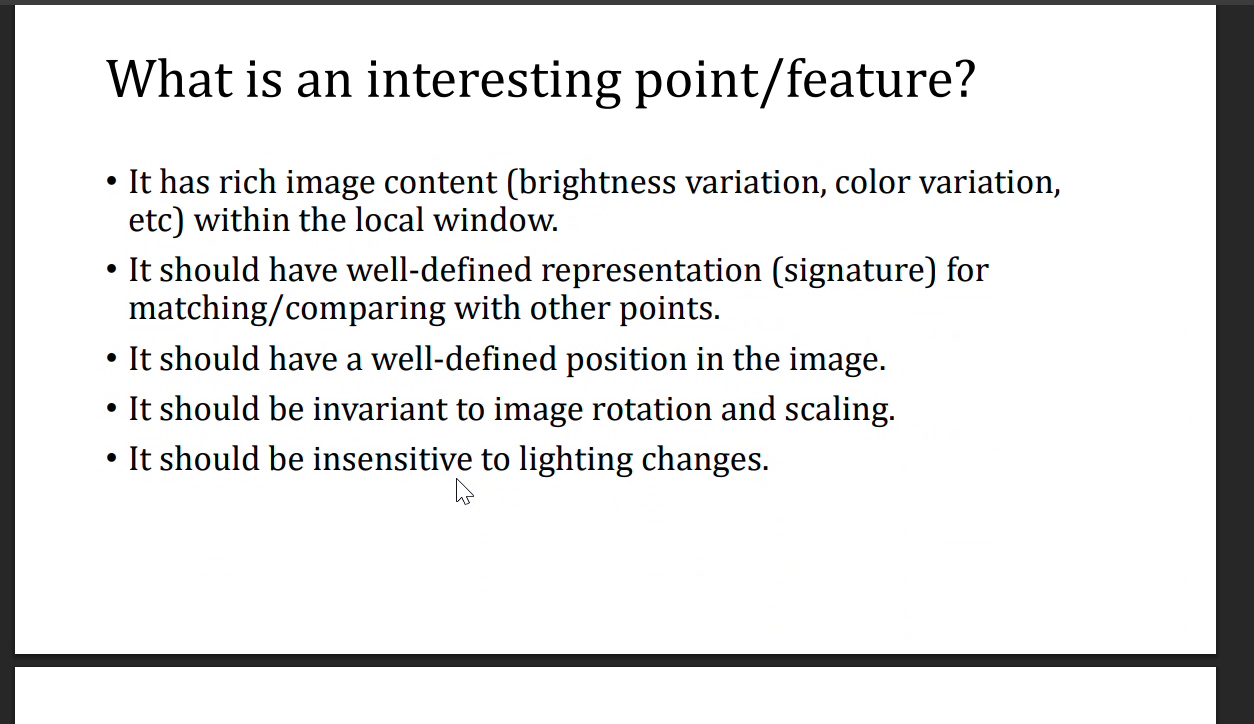 What is an interesting point/feature?
• It has rich image content (brightness variation, color variation,
etc) within the local window.
• It should have well-defined representation (signature) for
matching/comparing with other points.
• It should have a well-defined position in the image.
• It should be invariant to image rotation and scaling.
• It should be insensitive to lighting changes.